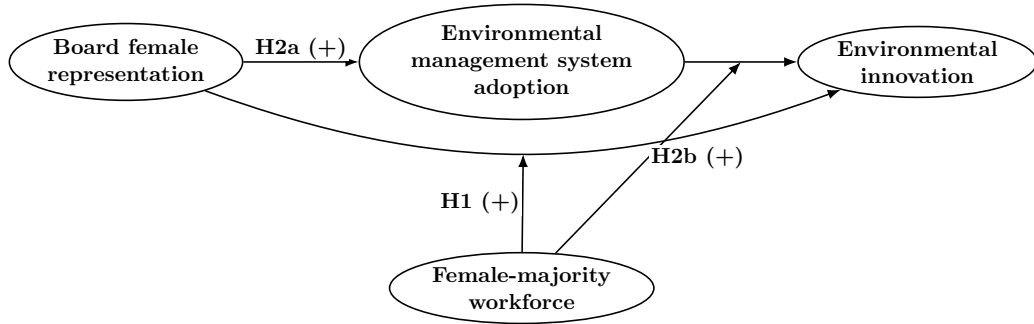 Board female
representation
H2a (+)
Environmental
management system
adoption
Environmental
innovation
H2b (+)
H1 (+)
Female-majority
workforce